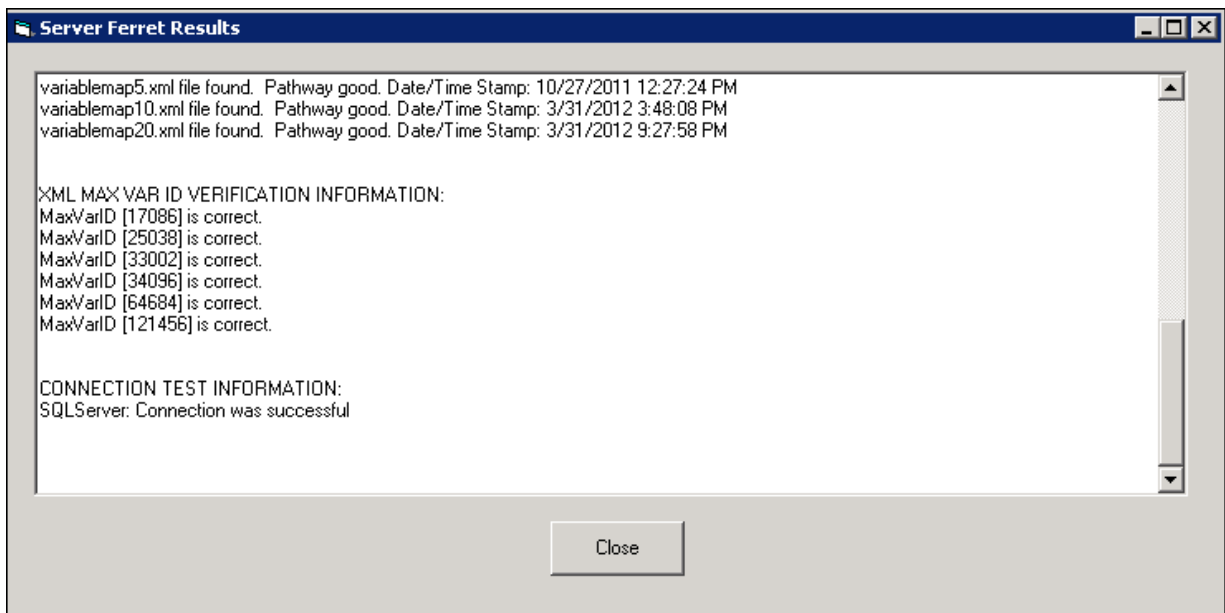 Server Ferret Results
variablemap5.xml file found.  Pathway good. Date/Time Stamp: 10/27/2011 12:27:24 PM
variablemap10.xml file found.  Pathway good. Date/Time Stamp: 3/31/2012 3:48:08 PM
variablemap20.xml file found.  Pathway good. Date/Time Stamp: 3/31/2012 9:27:58 PM
XML MAX VAR ID VERIFICATION INFORMATION:
MaxVarID [17086] is correct.
MaxVarID [25038] is correct.
MaxVarID [33002] is correct.
MaxVarID [34096] is correct.
MaxVarID [64684] is correct.
MaxVarID [121456] is correct.
CONNECTION TEST INFORMATION:
SQLServer: Connection was successful
Close